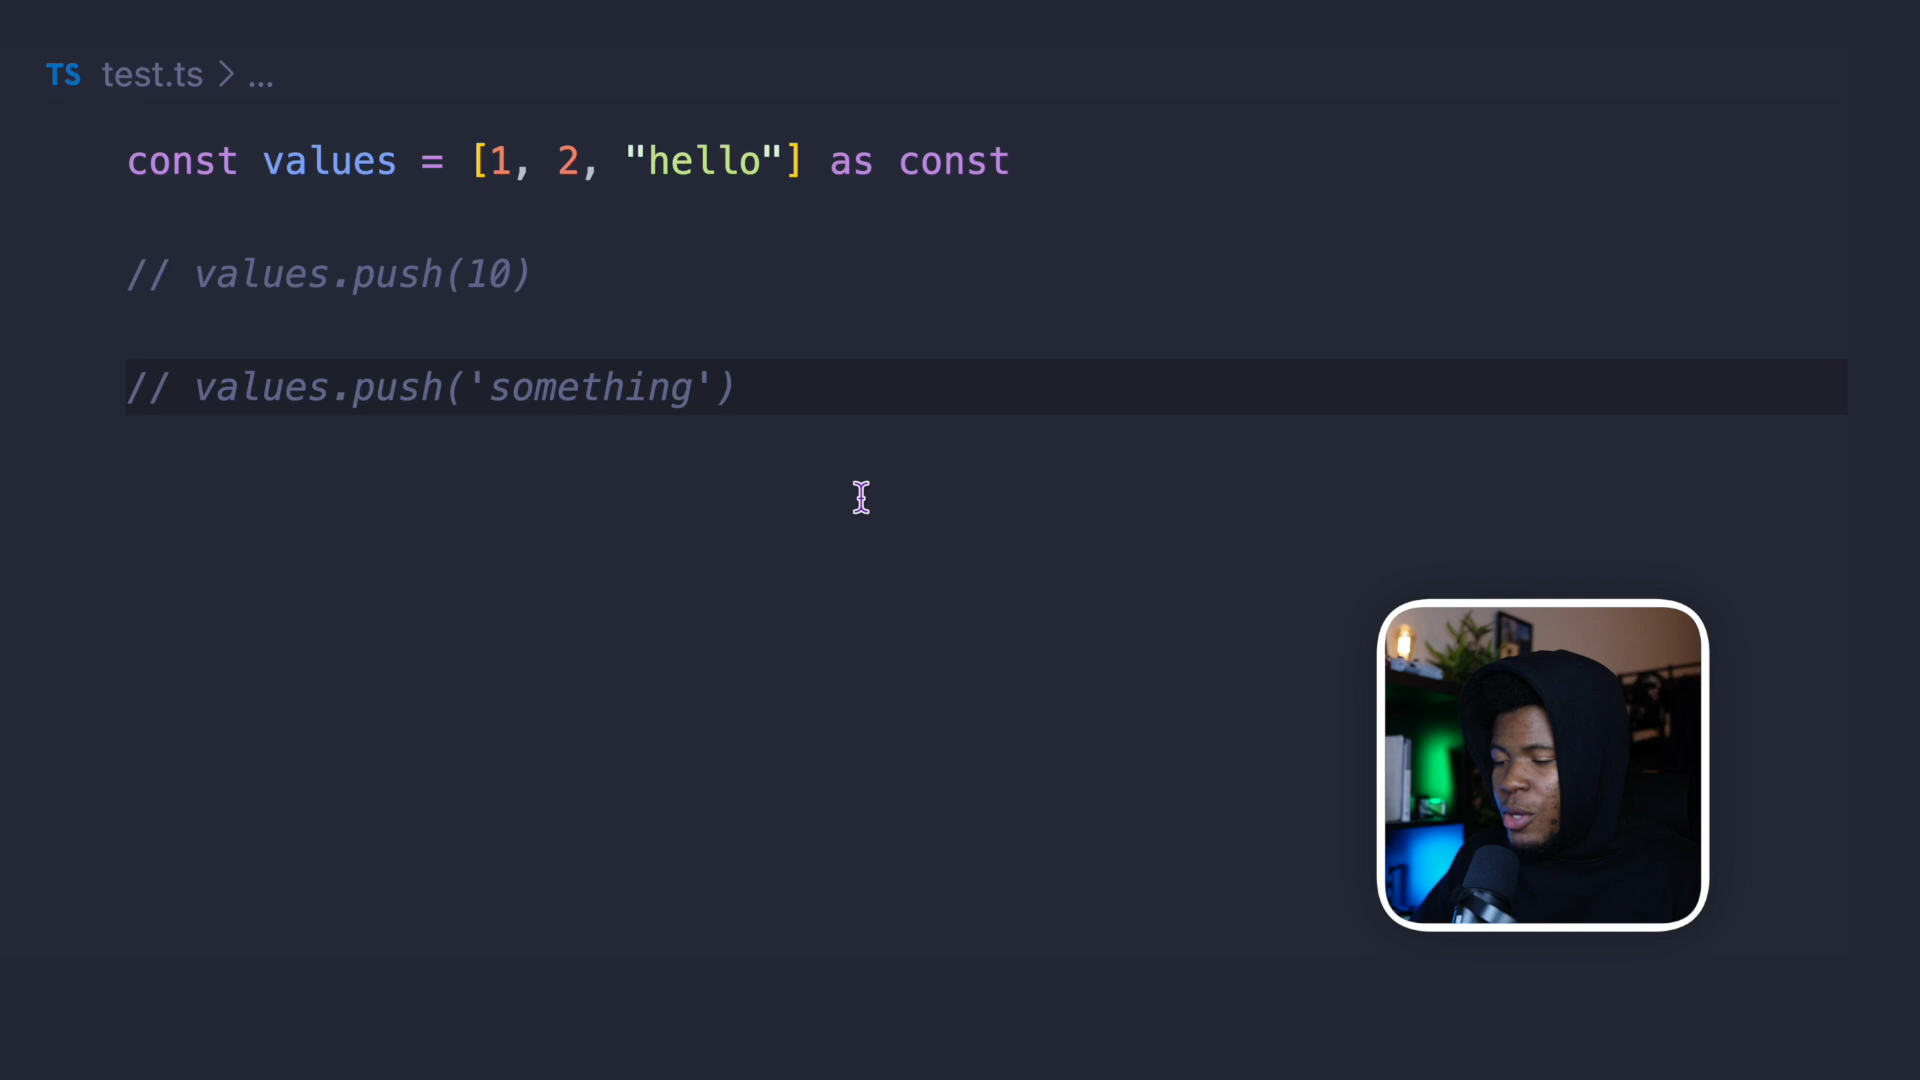 TS test.ts > ...
const values = [1, 2, "hello"] as const
// values.push(10)
// values.push('something')